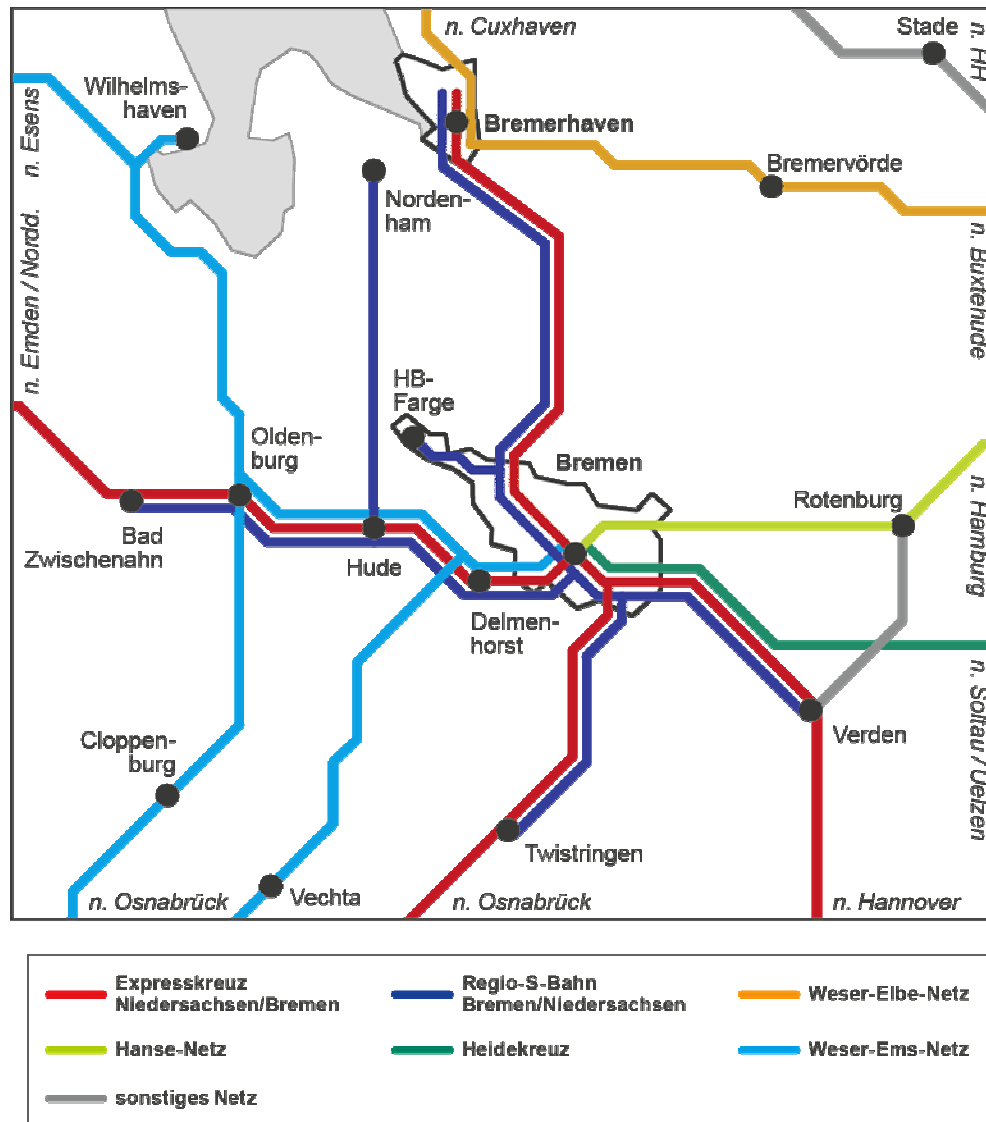 n. Cuxhaven
Stade
n. HH
Wilhelms-
haven
n. Esens
Bremerhaven
Bremervörde
Norden-
ham
n. Emden / Nordd.
n. Buxtehude
HB-
Farge
Olden-
burg
Bremen
Rotenburg
n. Hamburg
Bad
Zwischenahn
Hude
Delmen-
horst
n. Soltau / Uelzen
Verden
Cloppen-
burg
Twistringen
Vechta
n. Osnabrück
n. Osnabrück
n. Hannover
Expresskreuz
Niedersachsen/Bremen
Regio-S-Bahn
Bremen/Niedersachsen
Weser-Elbe-Netz
Hanse-Netz
Heidekreuz
Weser-Ems-Netz
sonstiges Netz